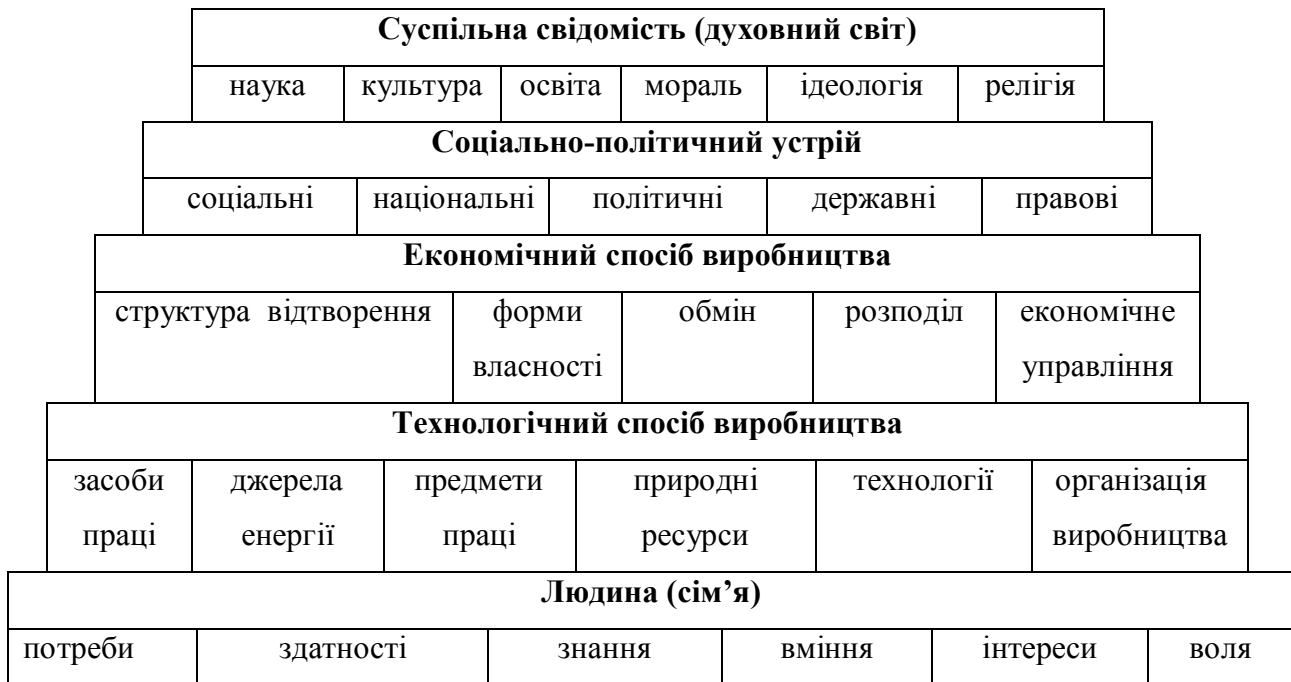 Суспільна свідомість (духовний світ)
наука культура освіта мораль ідеологія релігія
Соціально-політичний устрій
соціальні національні політичні державні правові
Економічний спосіб виробництва
структура відтворення форми обмін розподіл економічне
власності управління
Технологічний спосіб виробництва
засоби джерела предмети природні технології організація
праці енергії праці ресурси виробництва
Людина (сім’я)
потреби здатності знання вміння інтереси воля